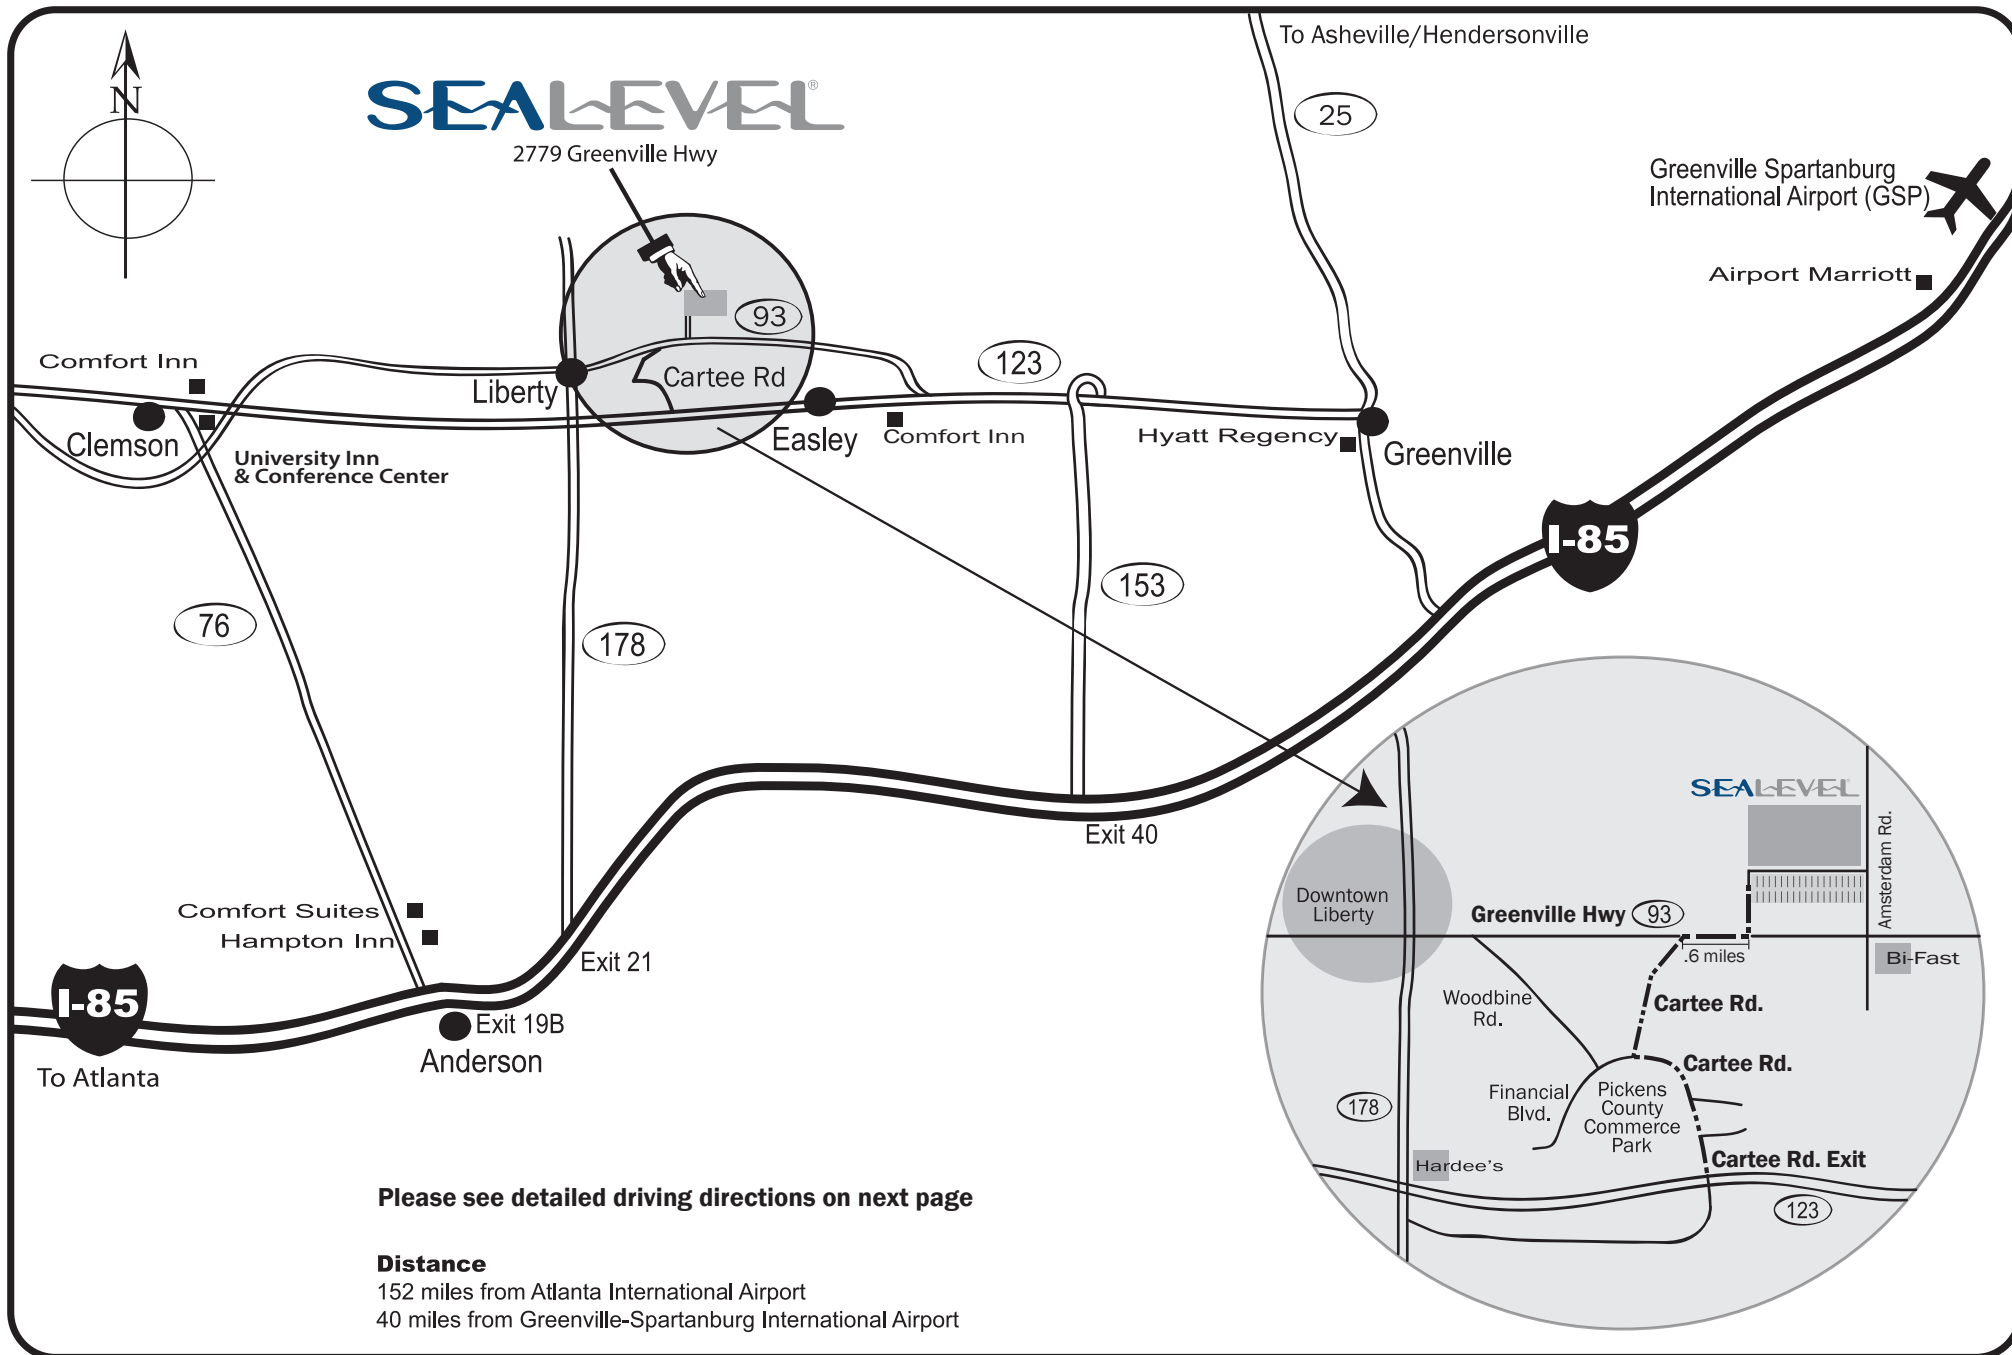 To Asheville/Hendersonville
N
SEALEVEL®
2779 Greenville Hwy
25
Greenville Spartanburg
International Airport (GSP)
Airport Marriott
93
Comfort Inn
123
Liberty
Cartee Rd
Clemson
Easley
Comfort Inn
Hyatt Regency
Greenville
University Inn
& Conference Center
I-85
76
178
153
Exit 40
Comfort Suites
Hampton Inn
Exit 21
I-85
Exit 19B
To Atlanta
Anderson
SEALEVEL
Amsterdam Rd.
Downtown
Liberty
Greenville Hwy 93
.6 miles
Bi-Fast
Woodbine
Rd.
Cartee Rd.
Cartee Rd.
Financial
Blvd.
Pickens
County
Commerce
Park
178
Hardee's
Cartee Rd. Exit
123
Please see detailed driving directions on next page
Distance
152 miles from Atlanta International Airport
40 miles from Greenville-Spartanburg International Airport